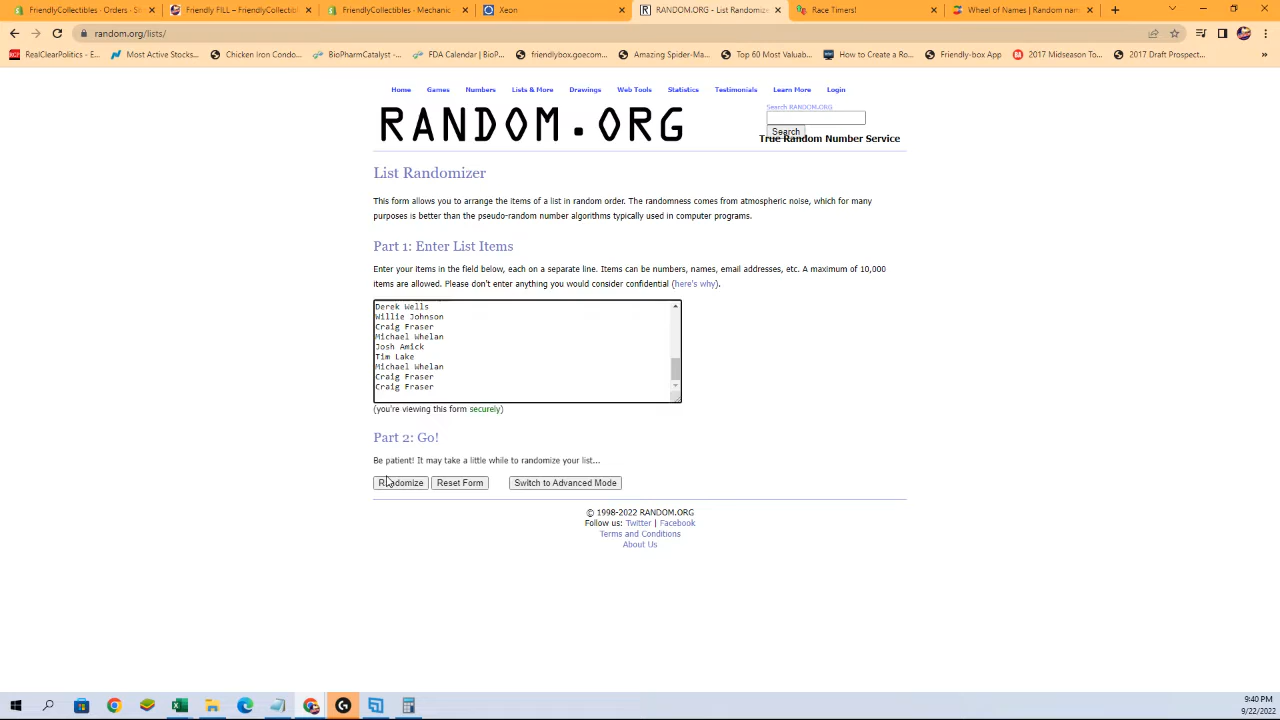 FriendlyCollectibles - Orders - Sh
FriendlyFILL – FriendlyCollectibl
FriendlyCollectibles - Mechanic
Xeon
RANDOM.ORG - List Randomize
Race Timers!
Wheel of Names | Random nam
random.org/lists/
RealClearPolitics - E...
Most Active Stocks...
Chicken Iron Condo...
BioPharmCatalyst -...
FDA Calendar | BioP...
friendlybox.goecom...
Amazing Spider-Ma...
Top 60 Most Valuab...
How to Create a Ro...
Friendly-box App
2017 Midseason To...
2017 Draft Prospect...
Home Games Numbers Lists & More Drawings Web Tools Statistics Testimonials Learn More Login
RANDOM.ORG
Search RANDOM.ORG
Search
True Random Number Service
List Randomizer
This form allows you to arrange the items of a list in random order. The randomness comes from atmospheric noise, which for many
purposes is better than the pseudo-random number algorithms typically used in computer programs.
Part 1: Enter List Items
Enter your items in the field below, each on a separate line. Items can be numbers, names, email addresses, etc. A maximum of 10,000
items are allowed. Please don't enter anything you would consider confidential (here's why).
Derek Wells
Willie Johnson
Craig Fraser
Michael Whelan
Josh Amick
Tim Lake
Michael Whelan
Craig Fraser
Craig Fraser
(you're viewing this form securely)
Part 2: Go!
Be patient! It may take a little while to randomize your list...
Randomize Reset Form Switch to Advanced Mode
© 1998-2022 RANDOM.ORG
Follow us: Twitter | Facebook
Terms and Conditions
About Us
9:40 PM
9/22/2022